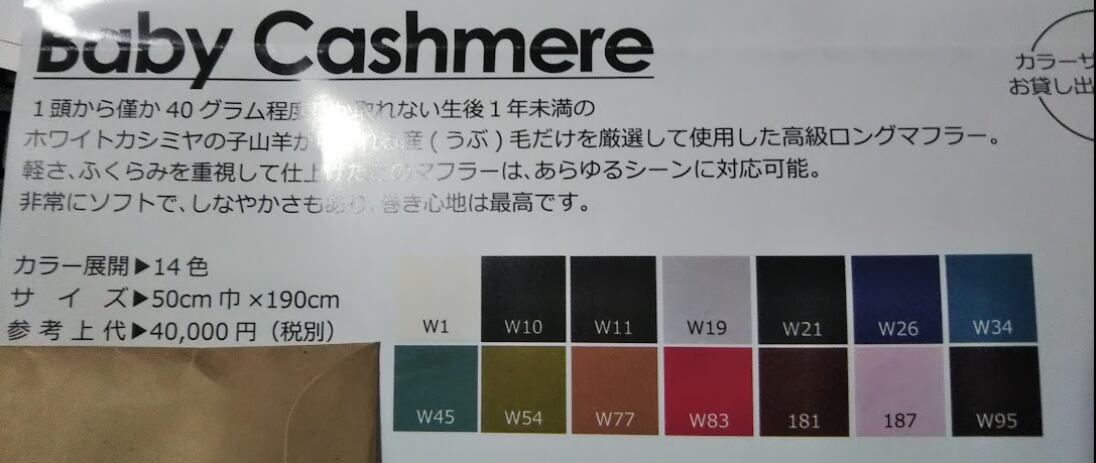 Baby Cashmere
カラーサ
お貸し出
1頭から僅か40グラム程度 取れない生後1年未満の
ホワイトカシミヤの子山羊か 産(うぶ)毛だけを厳選して使用した高級ロングマフラー。
軽さ、ふくらみを重視して仕上げたこのマフラーは、あらゆるシーンに対応可能。
非常にソフトで、しなやかさもあり、巻き心地は最高です。
カラー展開▶14色
サイズ▶50cm巾×190cm
参考上代▶40,000円(税別)
W1 W10 W11 W19 W21 W26 W34
W45 W54 W77 W83 181 187 W95